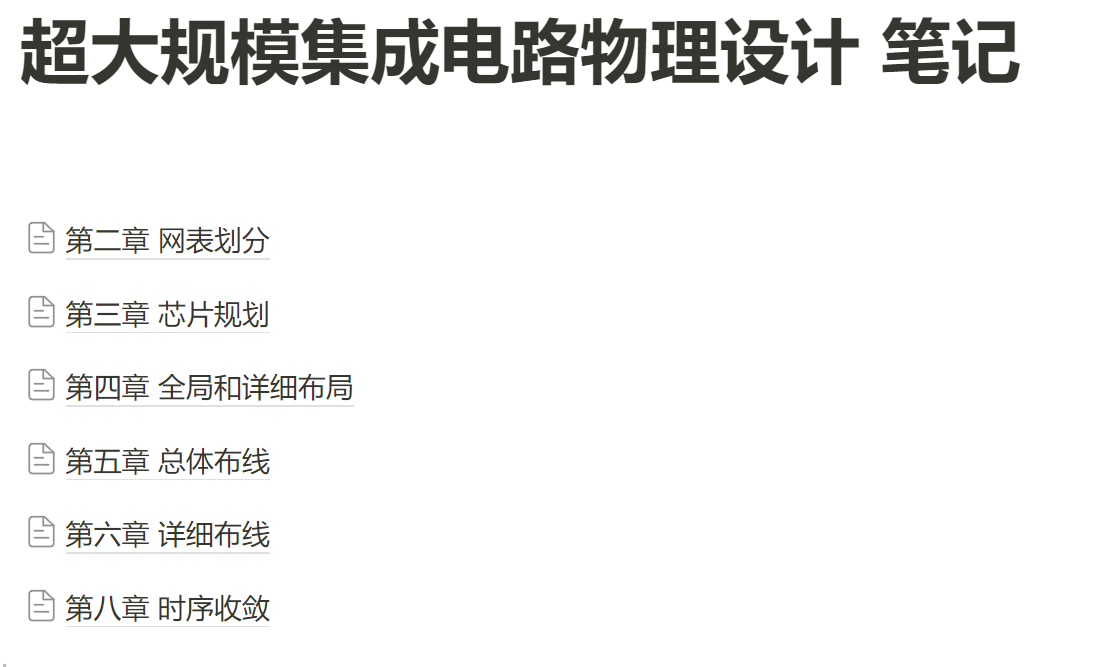 超大规模集成电路物理设计 笔记
第二章 网表划分
第三章 芯片规划
第四章 全局和详细布局
第五章 总体布线
第六章 详细布线
第八章 时序收敛